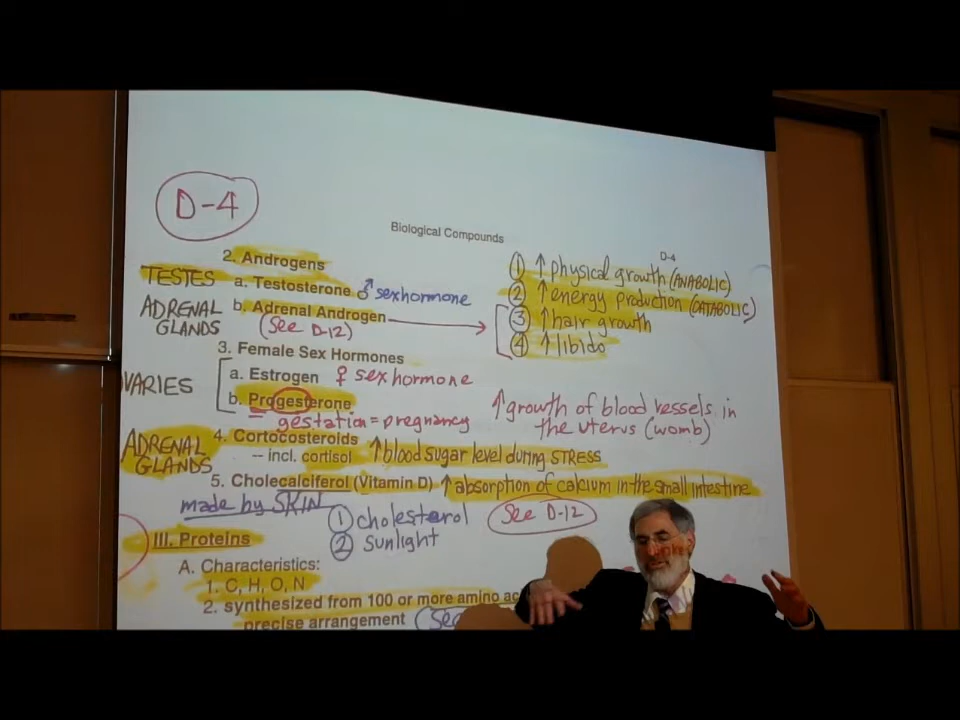 D-4
Biological Compounds
D-4
2. Androgens
TESTES a. Testosterone ♂ sexhormone
ADRENAL GLANDS b. Adrenal Androgen
(See D-12)
① ↑ physical growth (ANABOLIC)
② ↑ energy production (CATABOLIC)
③ ↑ hair growth
④ ↑ libido
3. Female Sex Hormones
VARIES a. Estrogen ♀ sex hormone
b. Progesterone
gestation = pregnancy
↑ growth of blood vessels in
the uterus (womb)
ADRENAL GLANDS 4. Cortocosteroids
-- incl. cortisol ↑ blood sugar level during STRESS
5. Cholecalciferol (Vitamin D) ↑ absorption of calcium in the small intestine
made by SKIN ① cholesterol See D-12
② sunlight
III. Proteins
A. Characteristics:
1. C, H, O, N
2. synthesized from 100 or more amino
precise arrangement (See